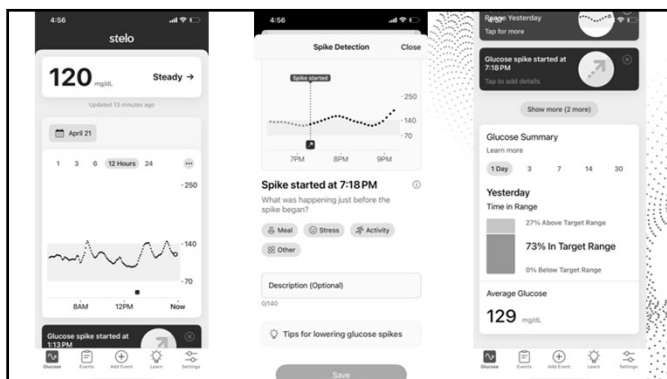 4:56
stelo
120 mg/dL Steady →
Updated 13 minutes ago
April 21
1 3 6 12 Hours 24
250
140
70
8AM 12PM Now
Glucose spike started at
1:13 PM
Glucose Events Add Event Learn Settings
4:56
Spike Detection Close
Spike started
250
140
70
7PM 8PM 9PM
Spike started at 7:18 PM
What was happening just before the
spike began?
Meal Stress Activity
Other
Description (Optional)
0/140
Tips for lowering glucose spikes
Save
Range Yesterday
Tap for more
Glucose spike started at
7:18 PM
Tap to add details
Show more (2 more)
Glucose Summary
Learn more
1 Day 3 7 14 30
Yesterday
Time in Range
27% Above Target Range
73% In Target Range
0% Below Target Range
Average Glucose
129 mg/dL
Glucose Events Add Event Learn Settings